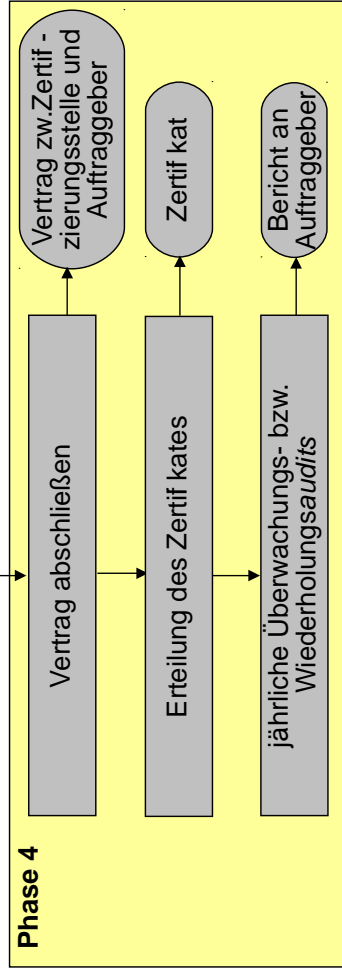 Phase 4
Vertrag abschließen
Vertrag zw.Zertif -
zierungsstelle und
Auftraggeber
Erteilung des Zertif kates
Zertif kat
jährliche Überwachungs- bzw.
Wiederholungsaudits
Bericht an
Auftraggeber